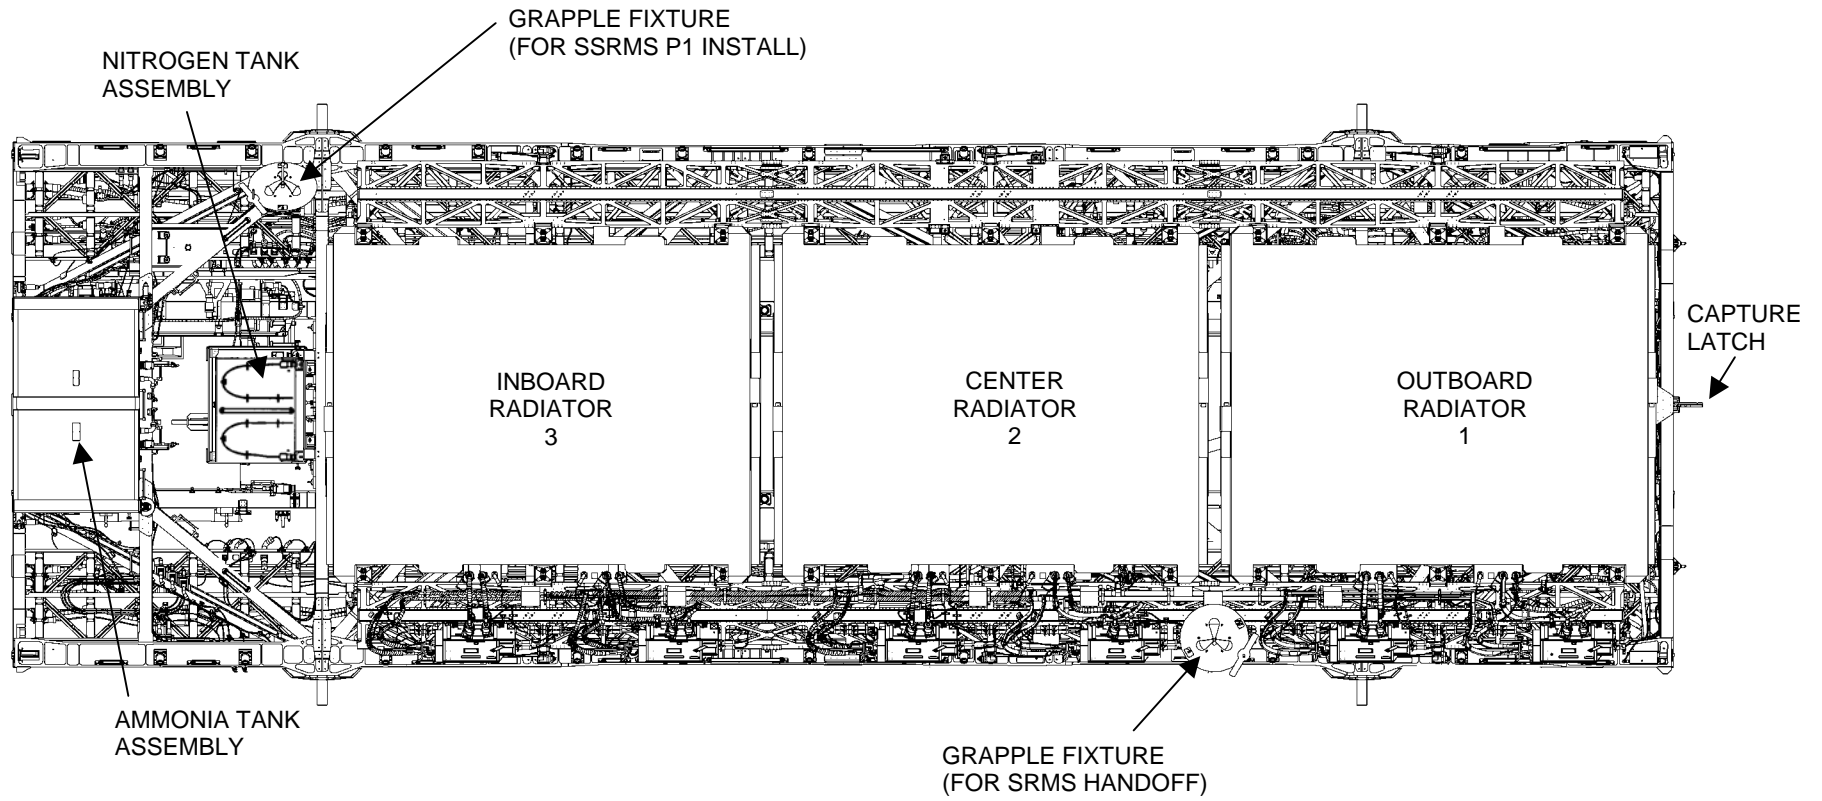 GRAPPLE FIXTURE
(FOR SSRMS P1 INSTALL)
NITROGEN TANK
ASSEMBLY
CAPTURE
LATCH
INBOARD
RADIATOR
3
CENTER
RADIATOR
2
OUTBOARD
RADIATOR
1
AMMONIA TANK
ASSEMBLY
GRAPPLE FIXTURE
(FOR SRMS HANDOFF)